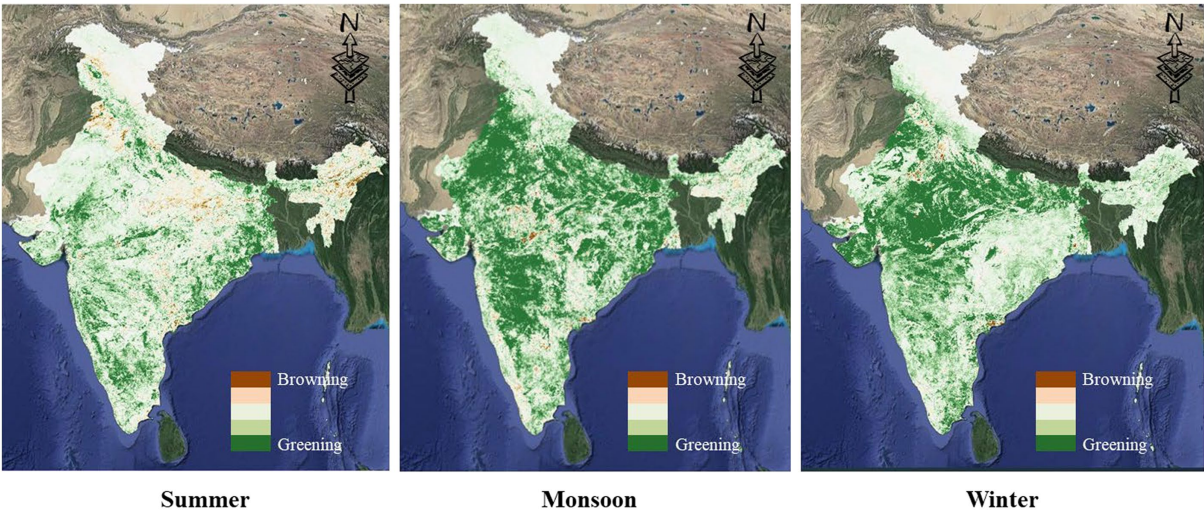 N
N
N
Browning
Greening
Browning
Greening
Browning
Greening
Summer
Monsoon
Winter